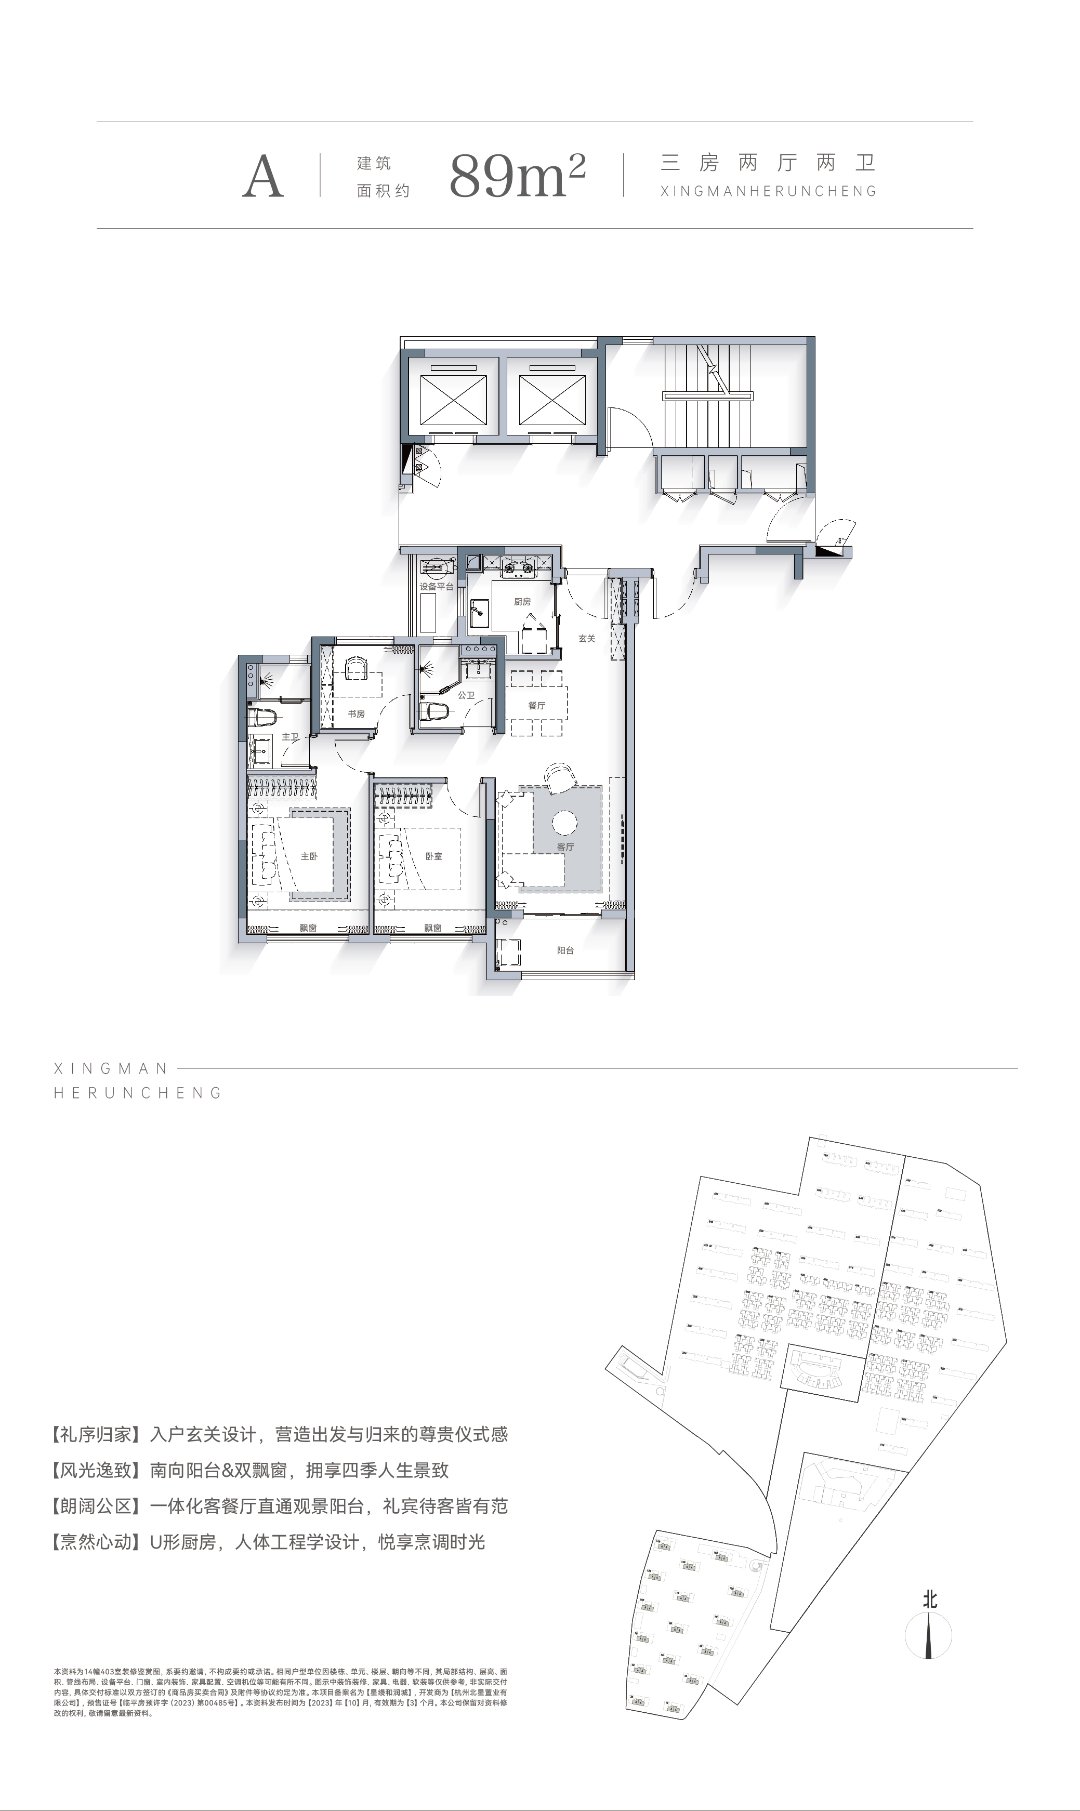 A
建筑
面积约
89m²
三房两厅两卫
XINGMANHERUNCHENG
设备平台
厨房
玄关
公卫
书房
餐厅
主卫
客厅
主卧
卧室
飘窗
飘窗
阳台
XINGMAN
HERUNCHENG
【礼序归家】入户玄关设计，营造出发与归来的尊贵仪式感
【风光逸致】南向阳台&双飘窗，拥享四季人生景致
【朗阔公区】一体化客餐厅直通观景阳台，礼宾待客皆有范
【烹然心动】U形厨房，人体工程学设计，悦享烹调时光
北
本资料为14幢403室装修鉴赏图，系要约邀请，不构成要约或承诺。相同户型单位因楼栋、单元、楼层、朝向等不同，其局部结构、层高、面
积、管线布局、设备平台、门窗、室内装饰、家具配置、空调机位等可能有所不同。图示中装饰装修、家具、电器、软装等仅供参考，非实际交付
内容，具体交付标准以双方签订的《商品房买卖合同》及附件等协议约定为准。本项目备案名为【星缦和润城】，开发商为【杭州北星置业有
限公司】，预售证号【临平房预许字（2023）第00485号】。本资料发布时间为【2023】年【10】月，有效期为【3】个月。本公司保留对资料修
改的权利，敬请留意最新资料。